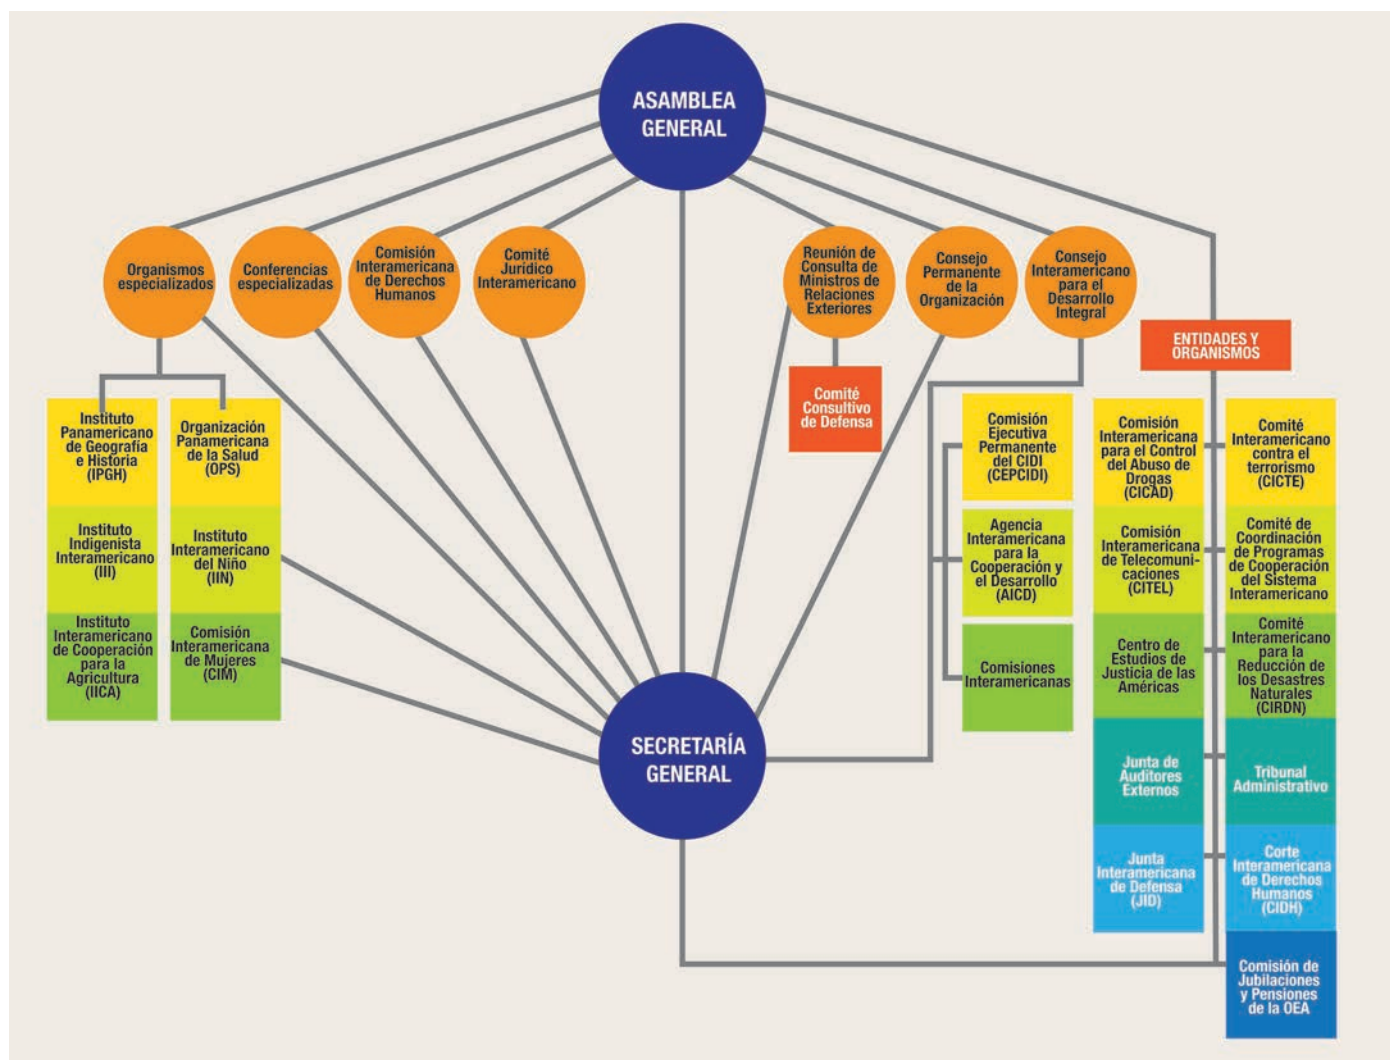 ASAMBLEA
GENERAL
Organismos
especializados
Conferencias
especializadas
Comisión
Interamericana
de Derechos
Humanos
Comité
Jurídico
Interamericano
Reunión de
Consulta de
Ministros de
Relaciones
Exteriores
Consejo
Permanente
de la
Organización
Consejo
Interamericano
para el
Desarrollo
Integral
ENTIDADES Y
ORGANISMOS
Comité
Consultivo
de Defensa
Instituto
Panamericano
de Geografía
e Historia
(IPGH)
Organización
Panamericana
de la Salud
(OPS)
Instituto
Indigenista
Interamericano
(III)
Instituto
Interamericano
del Niño
(IIN)
Instituto
Interamericano
de Cooperación
para la
Agricultura
(IICA)
Comisión
Interamericana
de Mujeres
(CIM)
SECRETARÍA
GENERAL
Comisión
Ejecutiva
Permanente
del CIDI
(CEPCIDI)
Agencia
Interamericana
para la
Cooperación y
el Desarrollo
(AICD)
Comisiones
Interamericanas
Comisión
Interamericana
para el Control
del Abuso de
Drogas
(CICAD)
Comité
Interamericano
contra el
terrorismo
(CICTE)
Comisión
Interamericana
de Telecomuni-
caciones
(CITEL)
Comité de
Coordinación
de Programas
de Cooperación
del Sistema
Interamericano
Centro de
Estudios de
Justicia de las
Américas
Comité
Interamericano
para la
Reducción de
los Desastres
Naturales
(CIRDN)
Junta de
Auditores
Externos
Tribunal
Administrativo
Junta
Interamericana
de Defensa
(JID)
Corte
Interamericana
de Derechos
Humanos
(CIDH)
Comisión de
Jubilaciones
y Pensiones
de la OEA